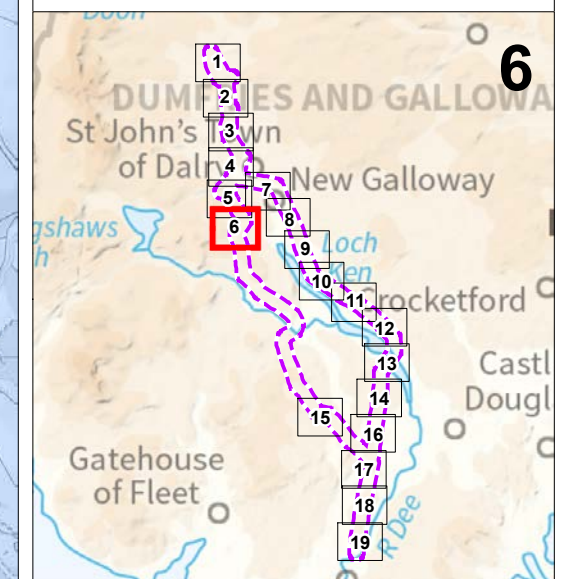 Doon
6
1
DUMFRIES AND GALLOWA
2
St John's Town
3
of Dalry
4
New Galloway
7
5
8
6
gshaws
h
Loch
9
Ken
10
11
Crocketford
12
13
Castl
Dougl
14
15
16
Gatehouse
of Fleet
17
18
R Dee
19